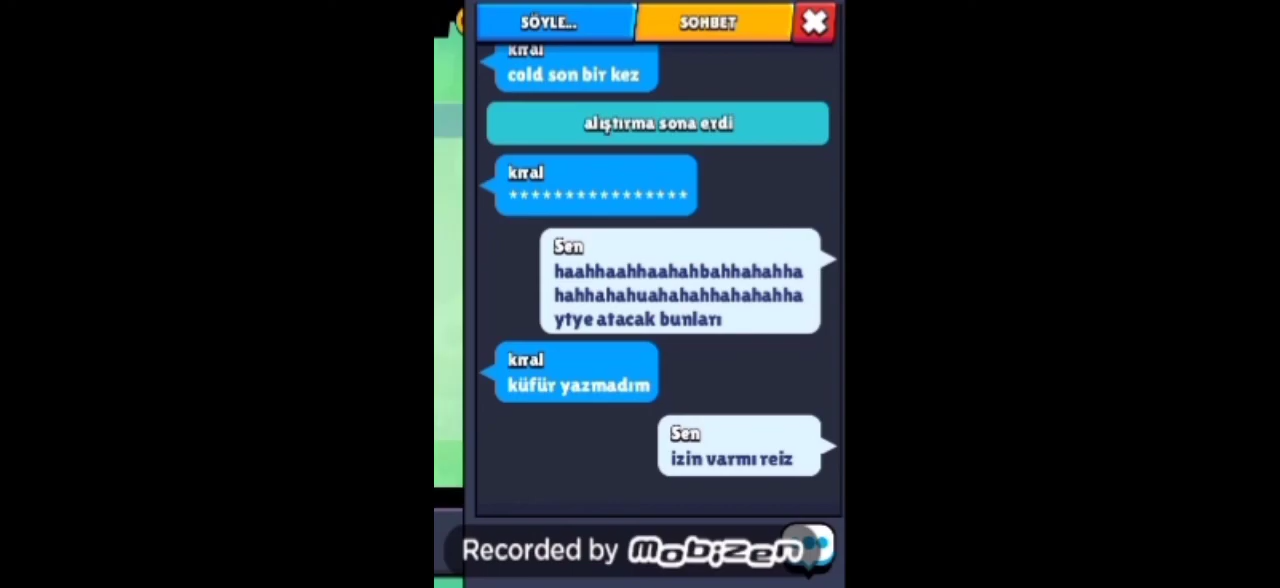 SÖYLE...
SOHBET
kıral
cold son bir kez
alıştırma sona erdi
kıral
****************
Sen
haahhaahhaahahbahhahahha
hahhahahuahahahhahahahha
ytye atacak bunları
kıral
küfür yazmadım
Sen
izin varmı reiz
Recorded by mobizen